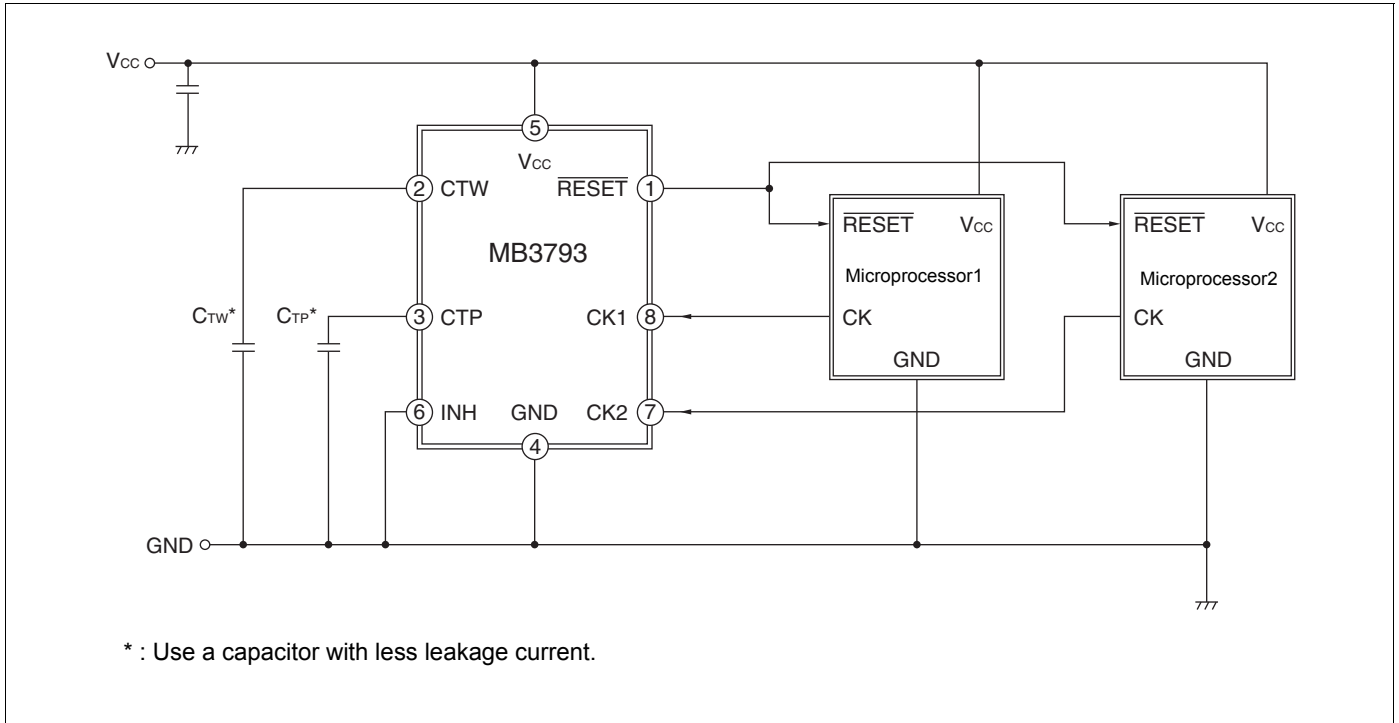 Vcc
5
Vcc
2 CTW
RESET 1
MB3793
RESET Vcc
Microprocessor1
CK
GND
RESET Vcc
Microprocessor2
CK
GND
CTW*
CTP*
3 CTP
CK1 8
6 INH
GND
CK2 7
4
GND
* : Use a capacitor with less leakage current.